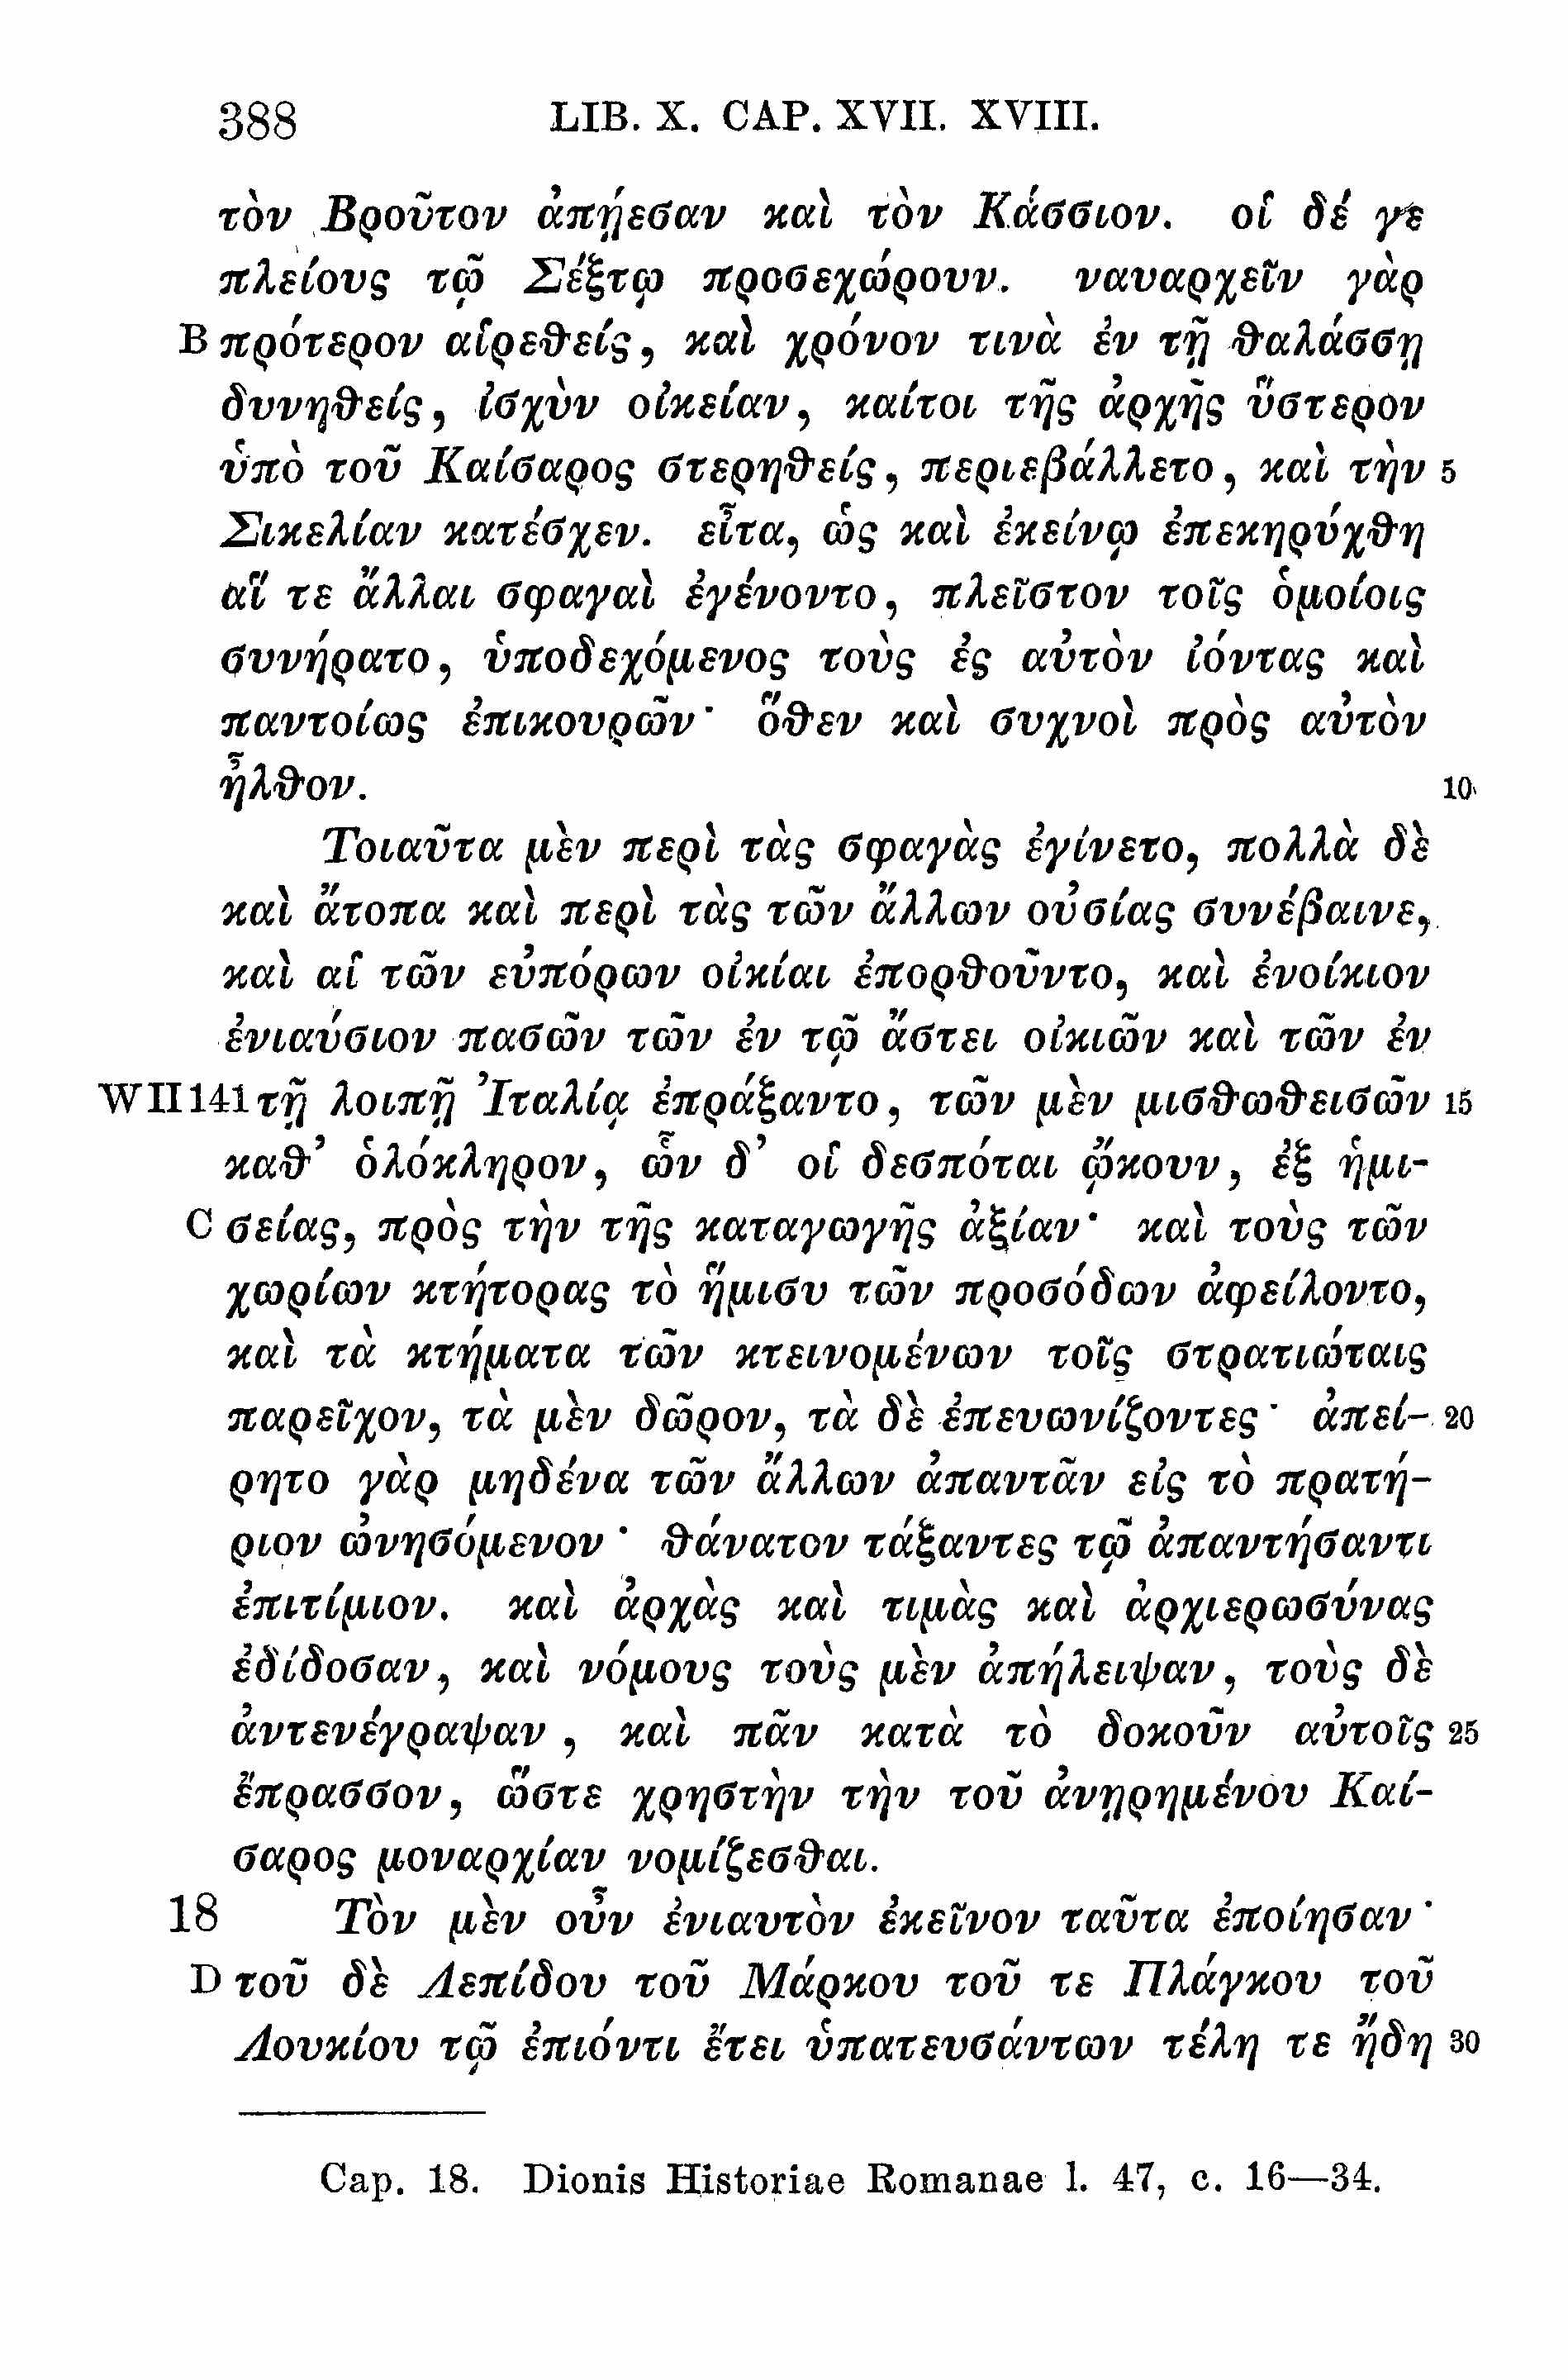 388 LIB. X. CAP. XVII. XVIII.
τὸν Βροῦτον ἀπῄεσαν καὶ τὸν Κάσσιον. οἱ δέ γε
πλείους τῷ Σέξτῳ προσεχώρουν. ναυαρχεῖν γὰρ
B πρότερον αἱρεθείς, καὶ χρόνον τινὰ ἐν τῇ θαλάσσῃ
δυνηθείς, ἰσχὺν οἰκείαν, καίτοι τῆς ἀρχῆς ὕστερον
ὑπὸ τοῦ Καίσαρος στερηθείς, περιεβάλλετο, καὶ τὴν 5
Σικελίαν κατέσχεν. εἶτα, ὡς καὶ ἐκείνῳ ἐπεκηρύχθη
αἵ τε ἄλλαι σφαγαὶ ἐγένοντο, πλεῖστον τοῖς ὁμοίοις
συνήρατο, ὑποδεχόμενος τοὺς ἐς αὐτὸν ἰόντας καὶ
παντοίως ἐπικουρῶν· ὅθεν καὶ συχνοὶ πρὸς αὐτὸν
ἦλθον. 10
Τοιαῦτα μὲν περὶ τὰς σφαγὰς ἐγίνετο, πολλὰ δὲ
καὶ ἄτοπα καὶ περὶ τὰς τῶν ἄλλων οὐσίας συνέβαινε,
καὶ αἱ τῶν εὐπόρων οἰκίαι ἐπορθοῦντο, καὶ ἐνοίκιον
ἐνιαύσιον πασῶν τῶν ἐν τῷ ἄστει οἰκιῶν καὶ τῶν ἐν
W II 141 τῇ λοιπῇ Ἰταλίᾳ ἐπράξαντο, τῶν μὲν μισθωθεισῶν 15
καθ᾽ ὁλόκληρον, ὧν δ᾽ οἱ δεσπόται ᾤκουν, ἐξ ἡμι-
C σείας, πρὸς τὴν τῆς καταγωγῆς ἀξίαν· καὶ τοὺς τῶν
χωρίων κτήτορας τὸ ἥμισυ τῶν προσόδων ἀφείλοντο,
καὶ τὰ κτήματα τῶν κτεινομένων τοῖς στρατιώταις
παρεῖχον, τὰ μὲν δῶρον, τὰ δὲ ἐπευωνίζοντες· ἀπεί- 20
ρητο γὰρ μηδένα τῶν ἄλλων ἀπαντᾶν εἰς τὸ πρατή-
ριον ὠνησόμενον· θάνατον τάξαντες τῷ ἀπαντήσαντι
ἐπιτίμιον. καὶ ἀρχὰς καὶ τιμὰς καὶ ἀρχιερωσύνας
ἐδίδοσαν, καὶ νόμους τοὺς μὲν ἀπήλειψαν, τοὺς δὲ
ἀντενέγραψαν, καὶ πᾶν κατὰ τὸ δοκοῦν αὐτοῖς 25
ἔπρασσον, ὥστε χρηστὴν τὴν τοῦ ἀνῃρημένου Καί-
σαρος μοναρχίαν νομίζεσθαι.
18 Τὸν μὲν οὖν ἐνιαυτὸν ἐκεῖνον ταῦτα ἐποίησαν·
D τοῦ δὲ Λεπίδου τοῦ Μάρκου τοῦ τε Πλάγκου τοῦ
Λουκίου τῷ ἐπιόντι ἔτει ὑπατευσάντων τέλη τε ἤδη 30
Cap. 18. Dionis Historiae Romanae l. 47, c. 16—34.